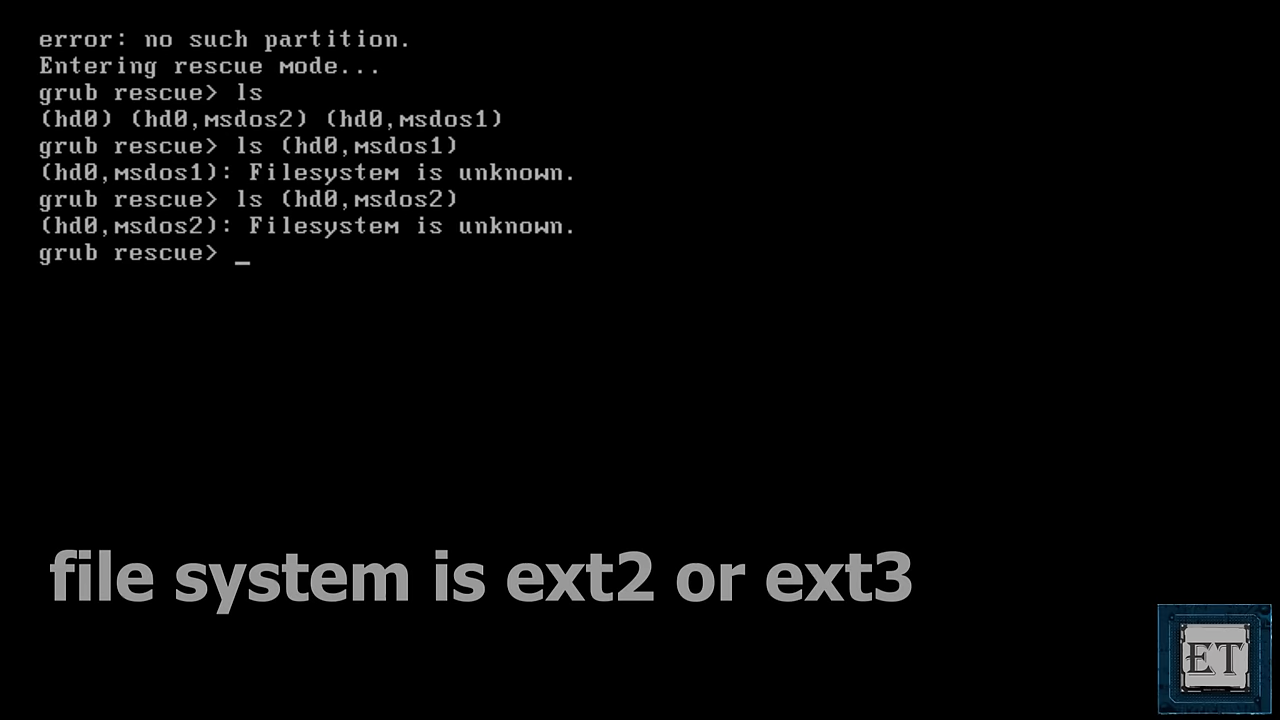 error: no such partition.
Entering rescue mode...
grub rescue> ls
(hd0) (hd0,msdos2) (hd0,msdos1)
grub rescue> ls (hd0,msdos1)
(hd0,msdos1): Filesystem is unknown.
grub rescue> ls (hd0,msdos2)
(hd0,msdos2): Filesystem is unknown.
grub rescue> _
file system is ext2 or ext3
ET